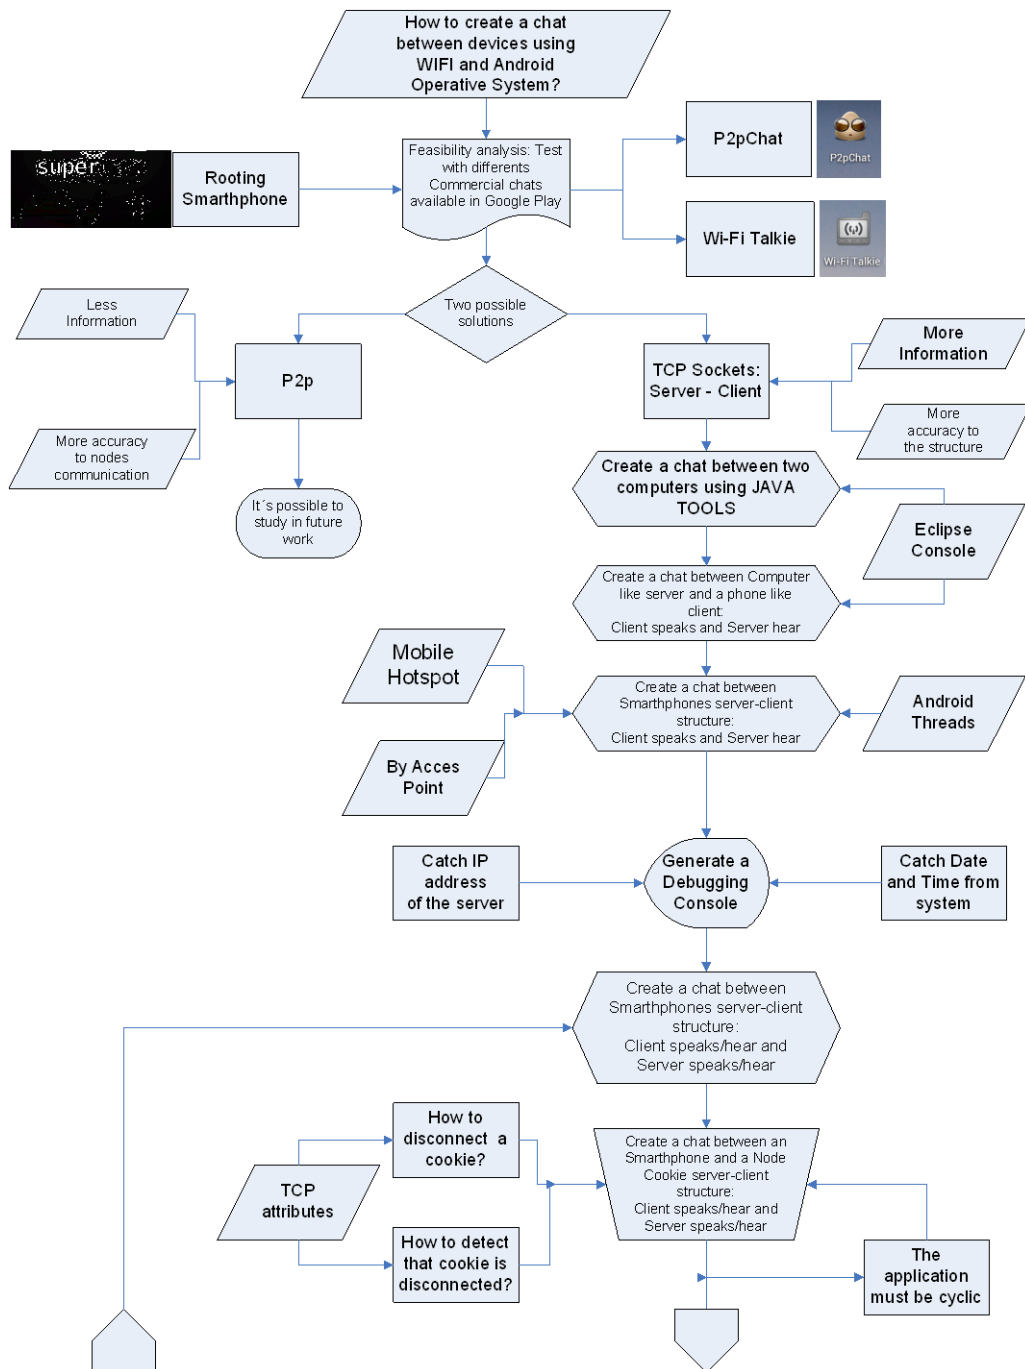 How to create a chat
between devices using
WIFI and Android
Operative System?
super
Rooting
Smarthphone
Feasibility analysis: Test
with differents
Commercial chats
available in Google Play
P2pChat
P2pChat
Wi-Fi Talkie
Wi-Fi Talkie
Two possible
solutions
Less
Information
P2p
More accuracy
to nodes
communication
It´s possible to
study in future
work
TCP Sockets:
Server - Client
More
Information
More
accuracy to
the structure
Create a chat between two
computers using JAVA
TOOLS
Eclipse
Console
Create a chat between Computer
like server and a phone like
client:
Client speaks and Server hear
Mobile
Hotspot
By Acces
Point
Create a chat between
Smarthphones server-client
structure:
Client speaks and Server hear
Android
Threads
Catch IP
address
of the server
Generate a
Debugging
Console
Catch Date
and Time from
system
Create a chat between
Smarthphones server-client
structure:
Client speaks/hear and
Server speaks/hear
How to
disconnect a
cookie?
TCP
attributes
How to detect
that cookie is
disconnected?
Create a chat between an
Smarthphone and a Node
Cookie server-client
structure:
Client speaks/hear and
Server speaks/hear
The
application
must be cyclic